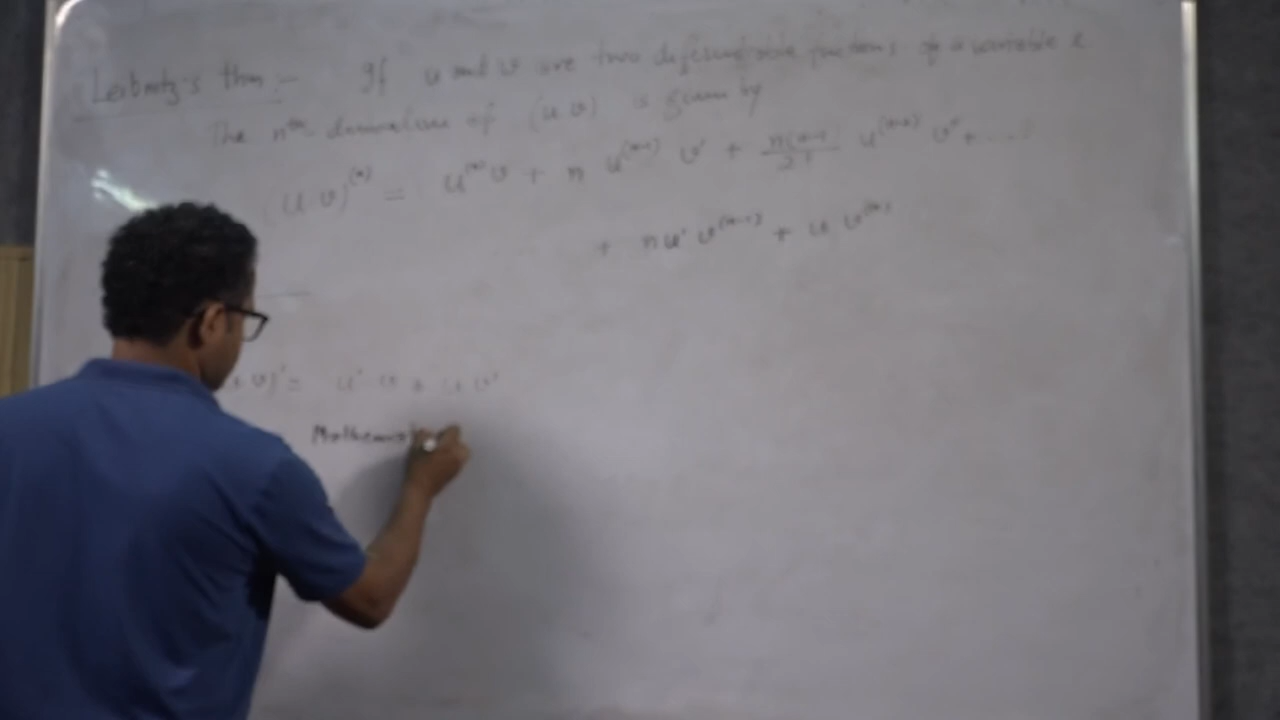 Leibnitz's thm :- If u and v are two differentiable functions of a variable x
The nth derivative of (u.v) is given by
(u.v)^(n) = u^(n) v + n u^(n-1) v' + n(n-1)/2! u^(n-2) v'' + ....
+ n u' v^(n-1) + u v^(n)
v)' = u' v + u v'
Mathemat